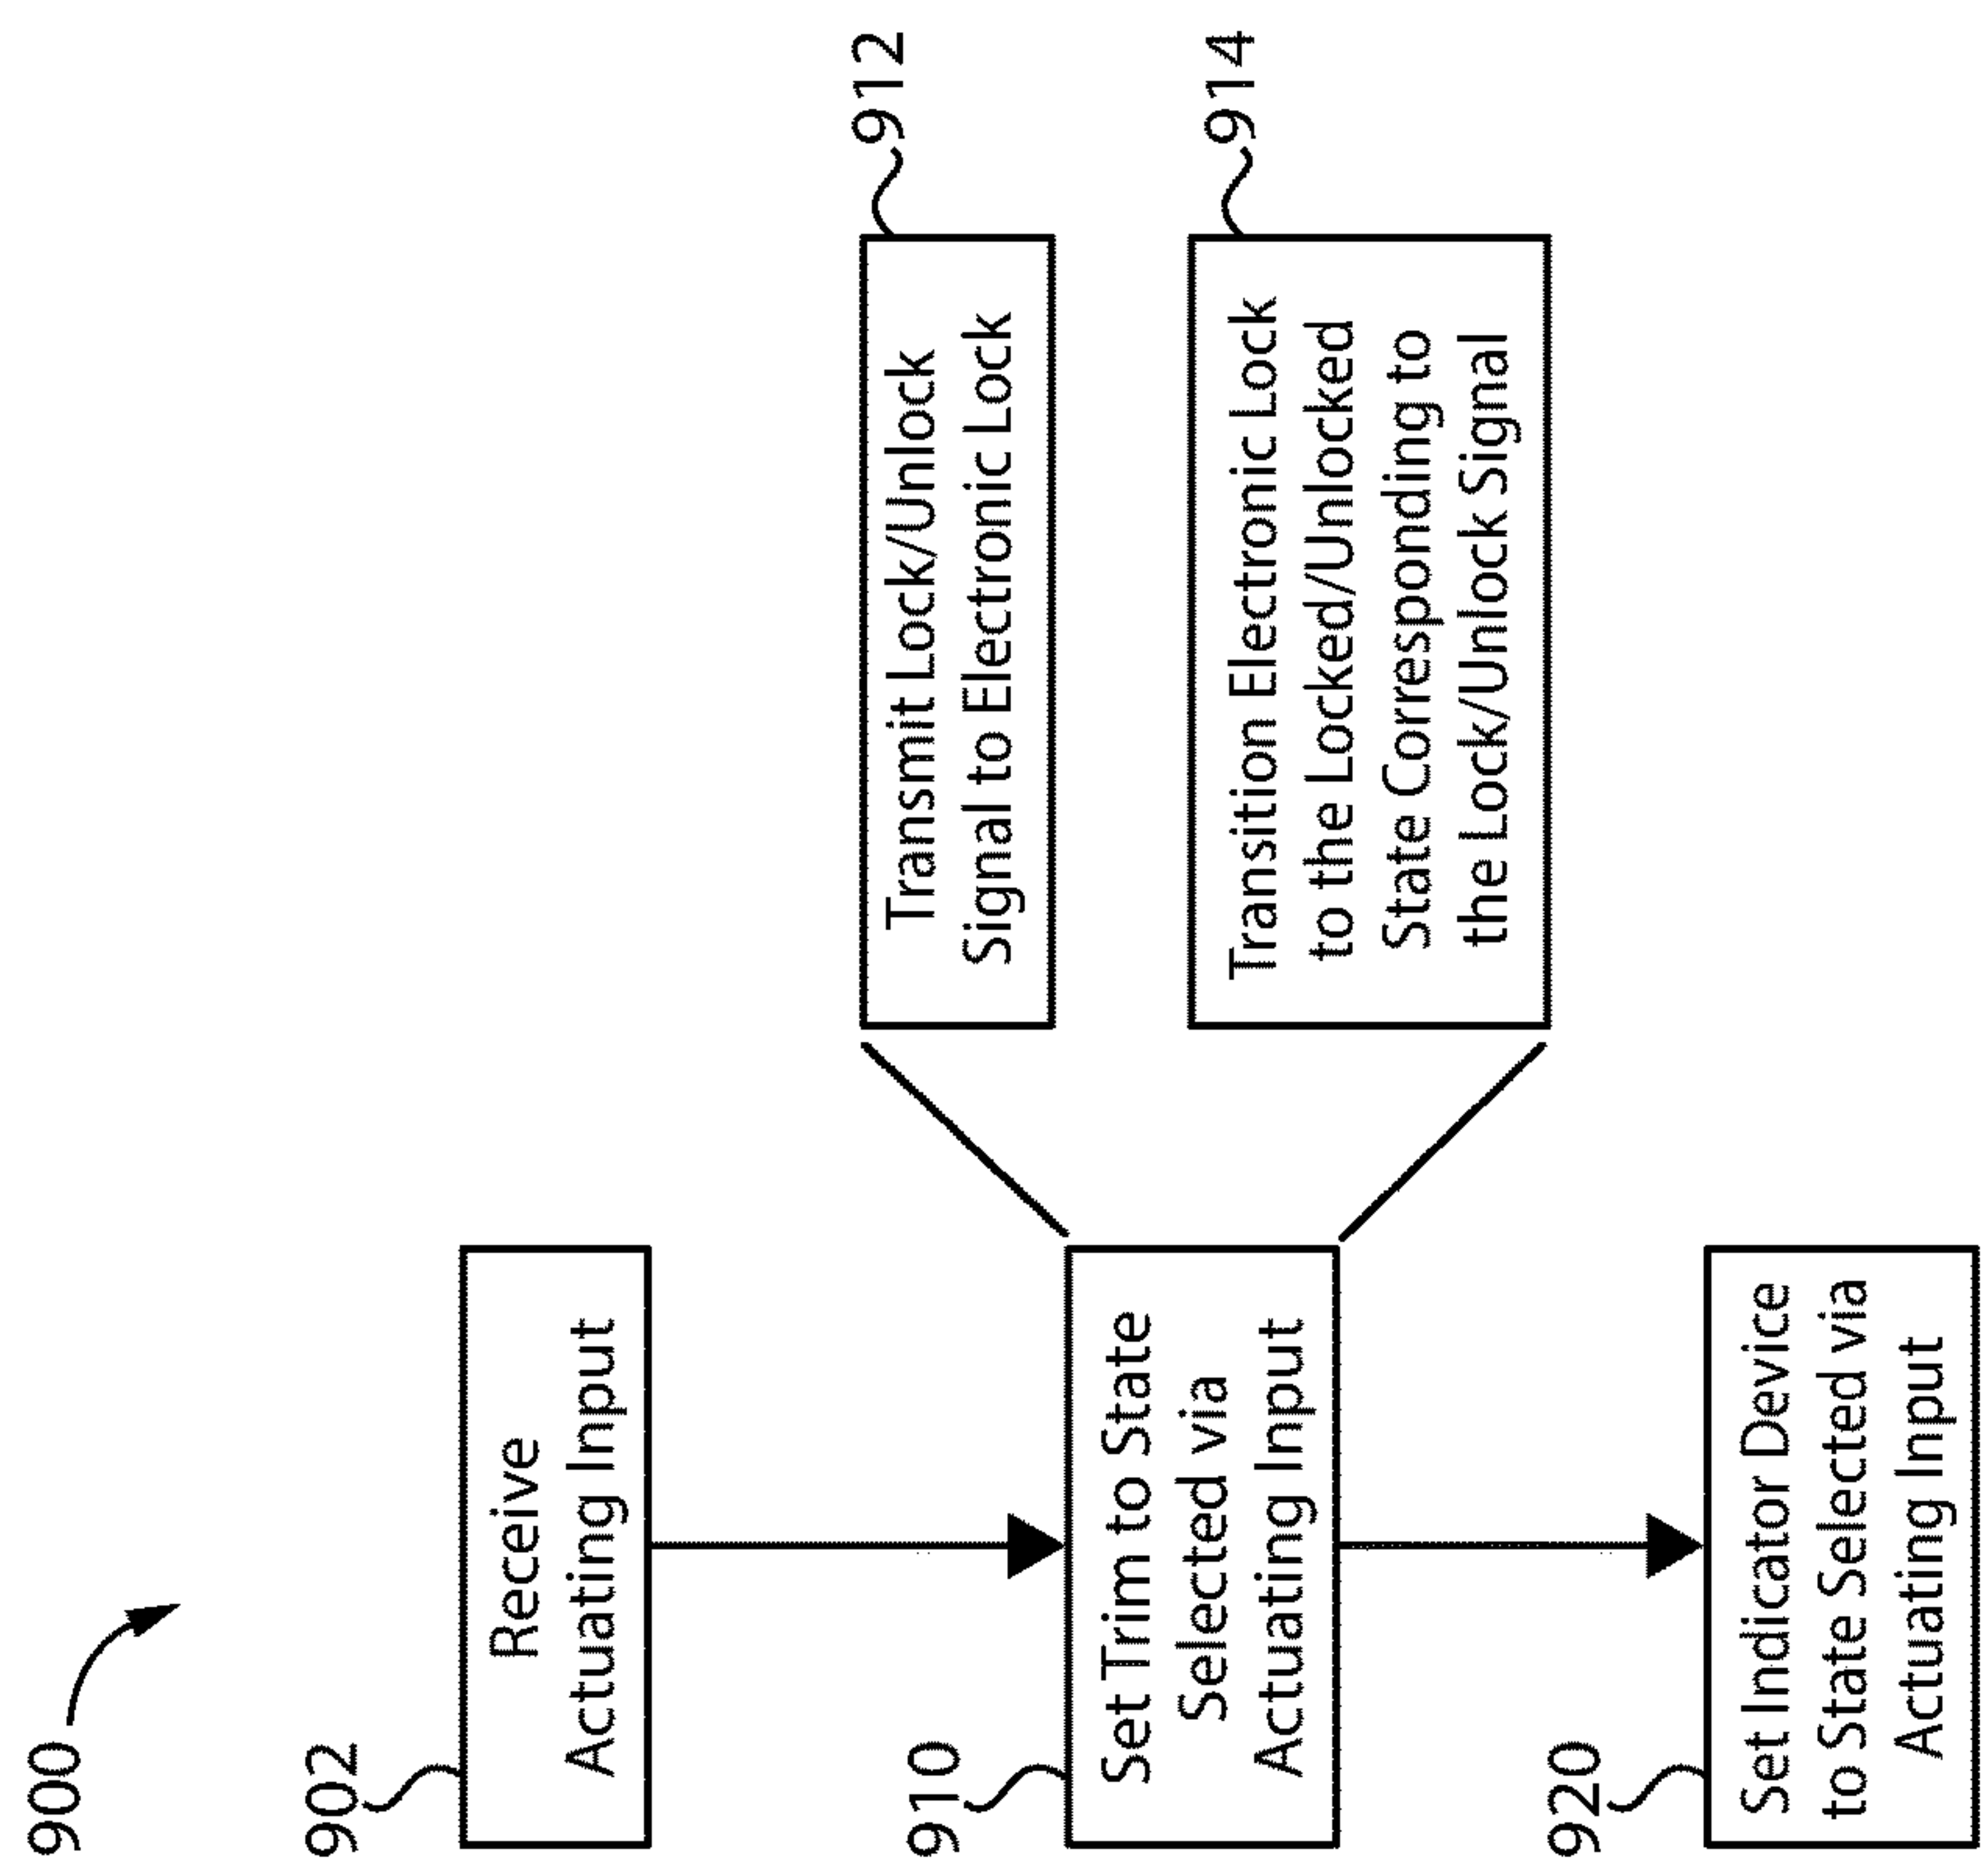 900
902
Receive
Actuating Input
910
Set Trim to State
Selected via
Actuating Input
912
Transmit Lock/Unlock
Signal to Electronic Lock
914
Transition Electronic Lock
to the Locked/Unlocked
State Corresponding to
the Lock/Unlock Signal
920
Set Indicator Device
to State Selected via
Actuating Input